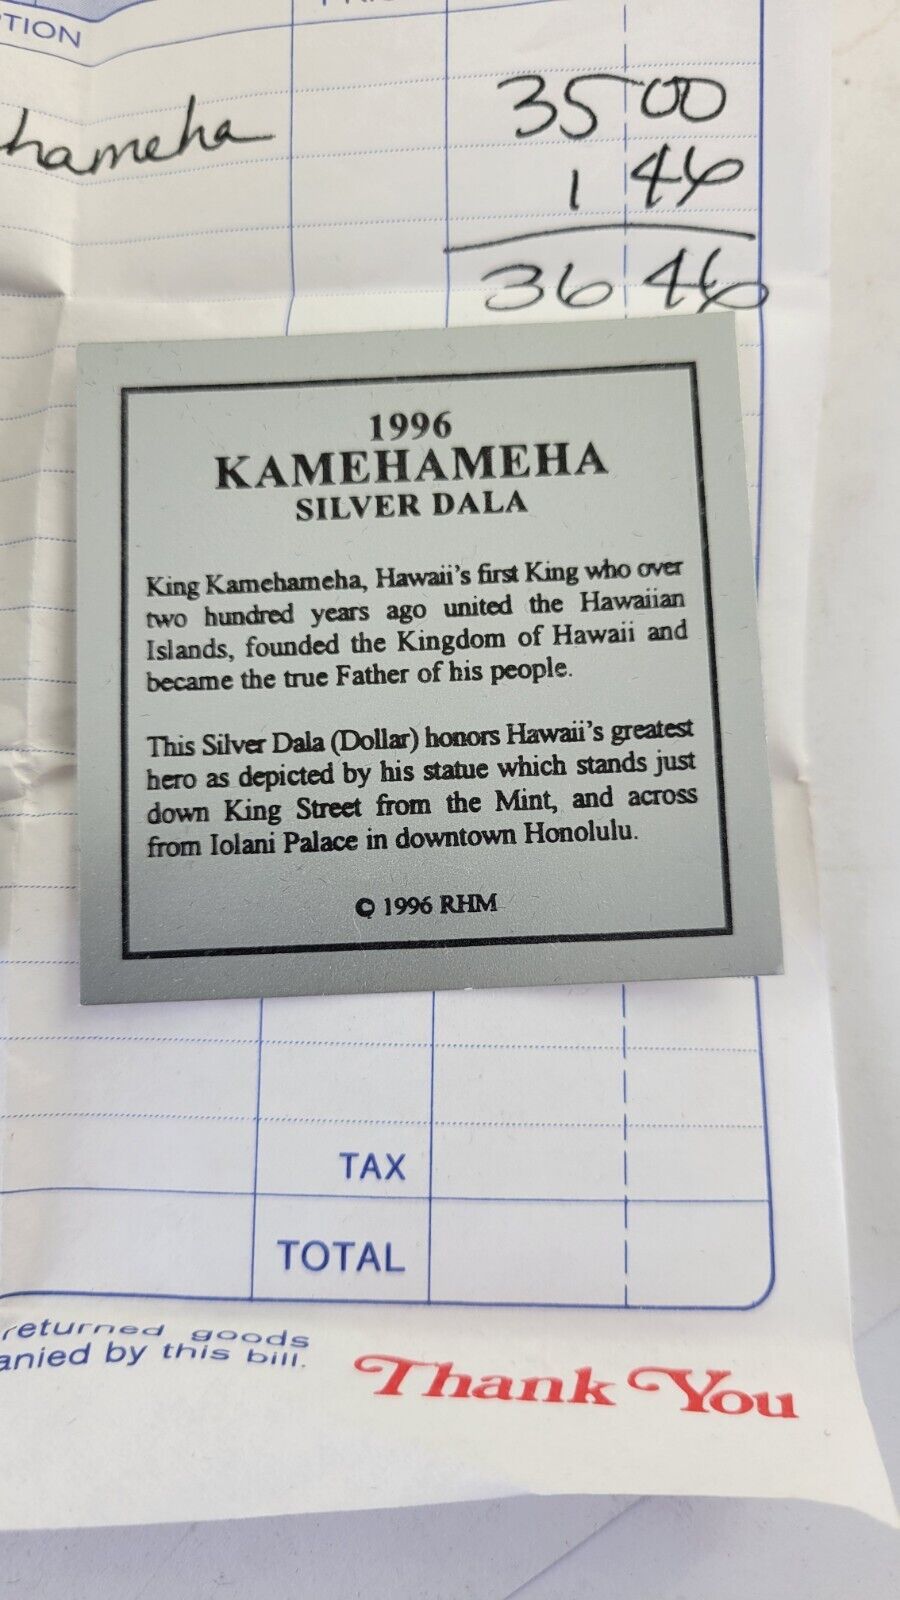 TION
hameha 35 00
1 46
36 46
1996
KAMEHAMEHA
SILVER DALA
King Kamehameha, Hawaii's first King who over
two hundred years ago united the Hawaiian
Islands, founded the Kingdom of Hawaii and
became the true Father of his people.
This Silver Dala (Dollar) honors Hawaii's greatest
hero as depicted by his statue which stands just
down King Street from the Mint, and across
from Iolani Palace in downtown Honolulu.
© 1996 RHM
TAX
TOTAL
returned goods
anied by this bill.
Thank You